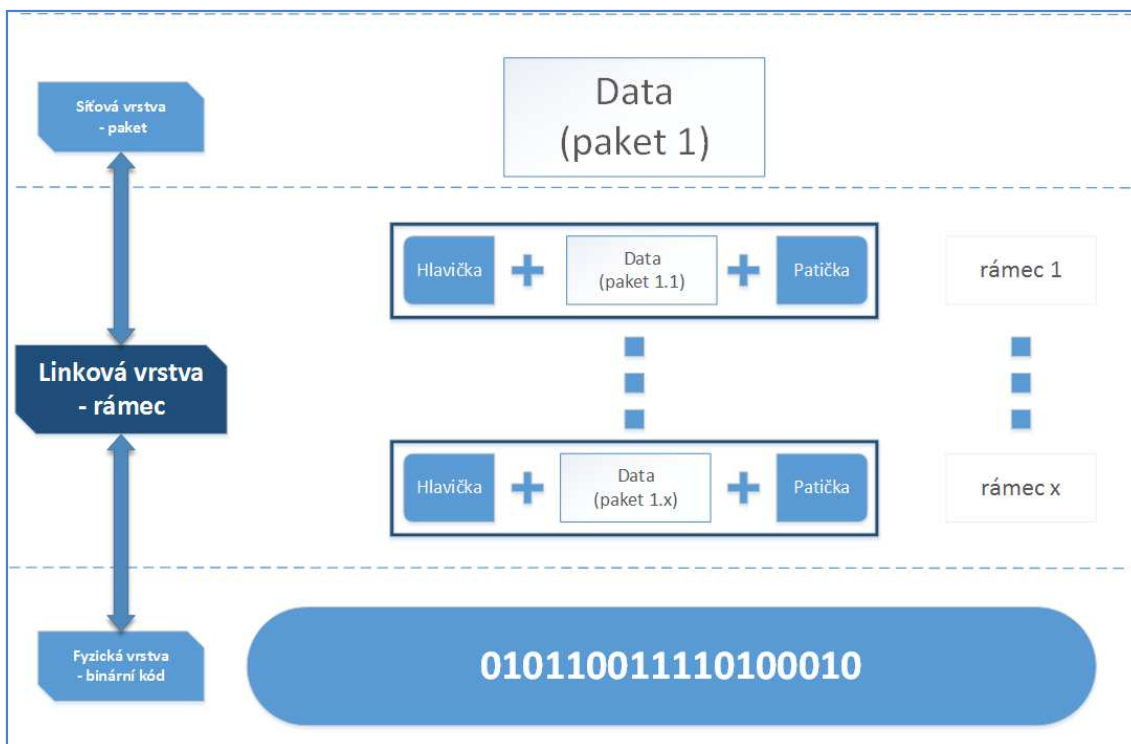 Síťová vrstva
- paket
Data
(paket 1)
Hlavička
Data
(paket 1.1)
Patička
rámec 1
Linková vrstva
- rámec
Hlavička
Data
(paket 1.x)
Patička
rámec x
Fyzická vrstva
- binární kód
010110011110100010